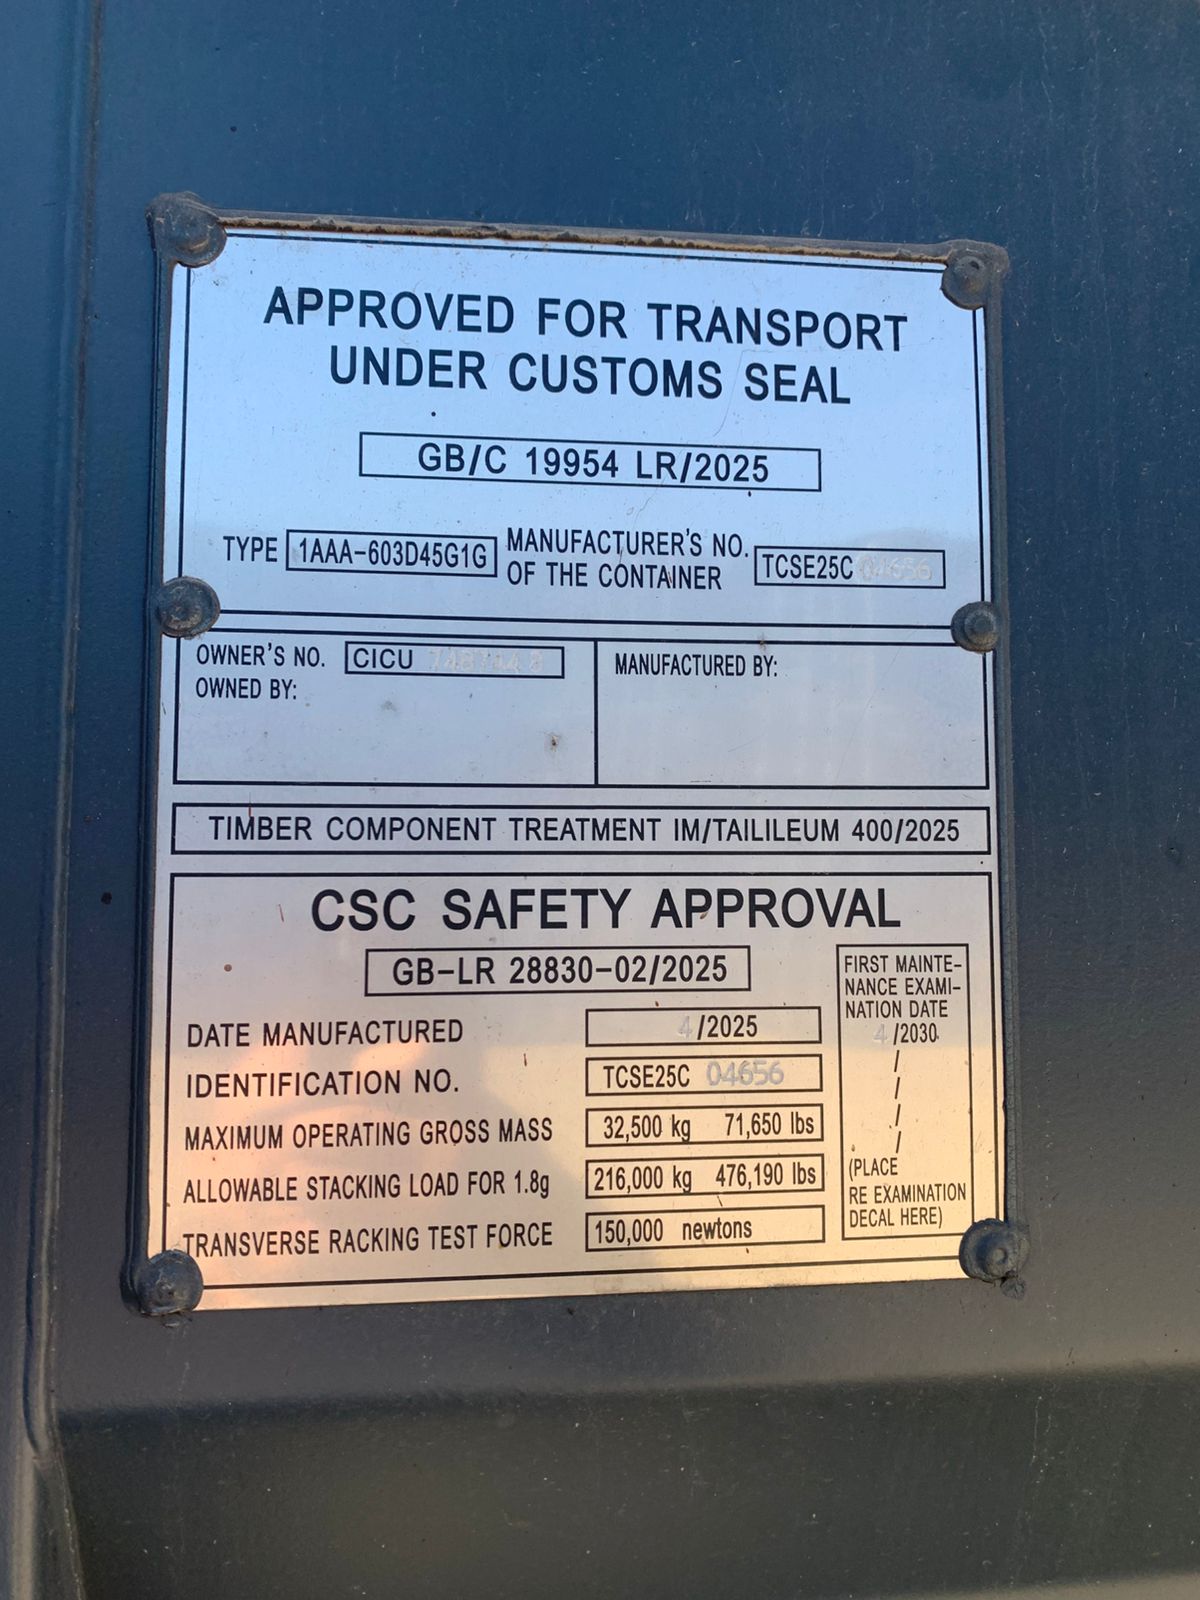 APPROVED FOR TRANSPORT
UNDER CUSTOMS SEAL
GB/C 19954 LR/2025
TYPE 1AAA-603D45G1G
MANUFACTURER'S NO.
OF THE CONTAINER
TCSE25C 04656
OWNER'S NO. CICU
OWNED BY:
MANUFACTURED BY:
TIMBER COMPONENT TREATMENT IM/TAILILEUM 400/2025
CSC SAFETY APPROVAL
GB-LR 28830-02/2025
DATE MANUFACTURED 4/2025
IDENTIFICATION NO. TCSE25C 04656
MAXIMUM OPERATING GROSS MASS 32,500 kg 71,650 lbs
ALLOWABLE STACKING LOAD FOR 1.8g 216,000 kg 476,190 lbs
TRANSVERSE RACKING TEST FORCE 150,000 newtons
FIRST MAINTE-
NANCE EXAMI-
NATION DATE
4/2030
/
/
/
/
(PLACE
RE EXAMINATION
DECAL HERE)